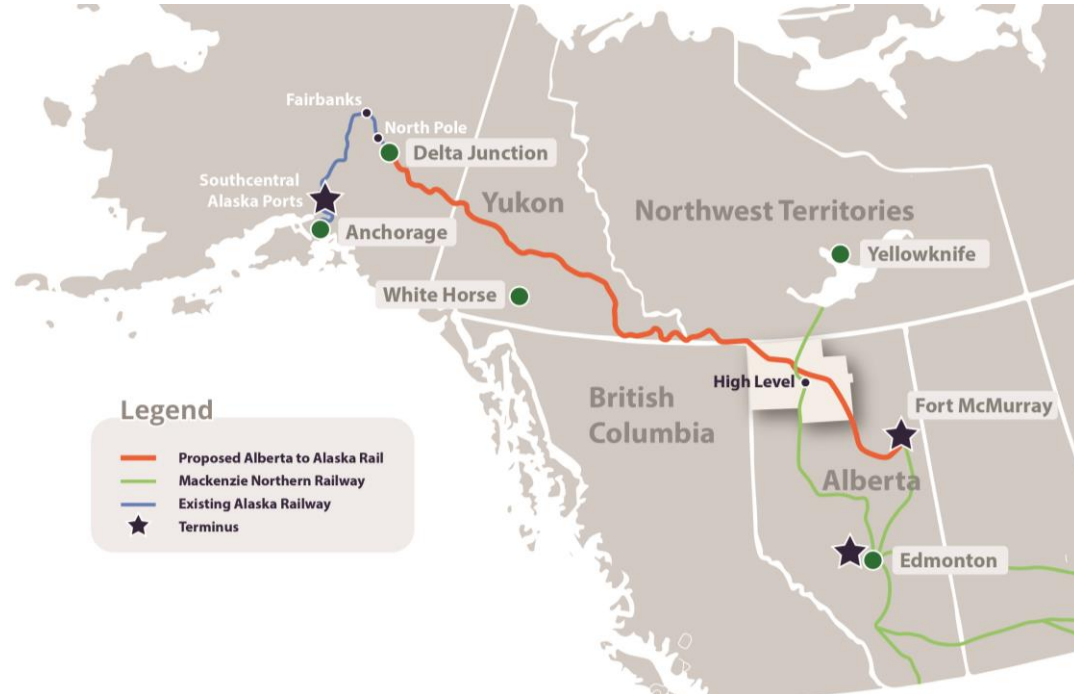 Fairbanks
North Pole
Delta Junction
Southcentral
Alaska Ports
Anchorage
Yukon
Northwest Territories
Yellowknife
White Horse
High Level
British
Columbia
Fort McMurray
Alberta
Edmonton
Legend
Proposed Alberta to Alaska Rail
Mackenzie Northern Railway
Existing Alaska Railway
Terminus